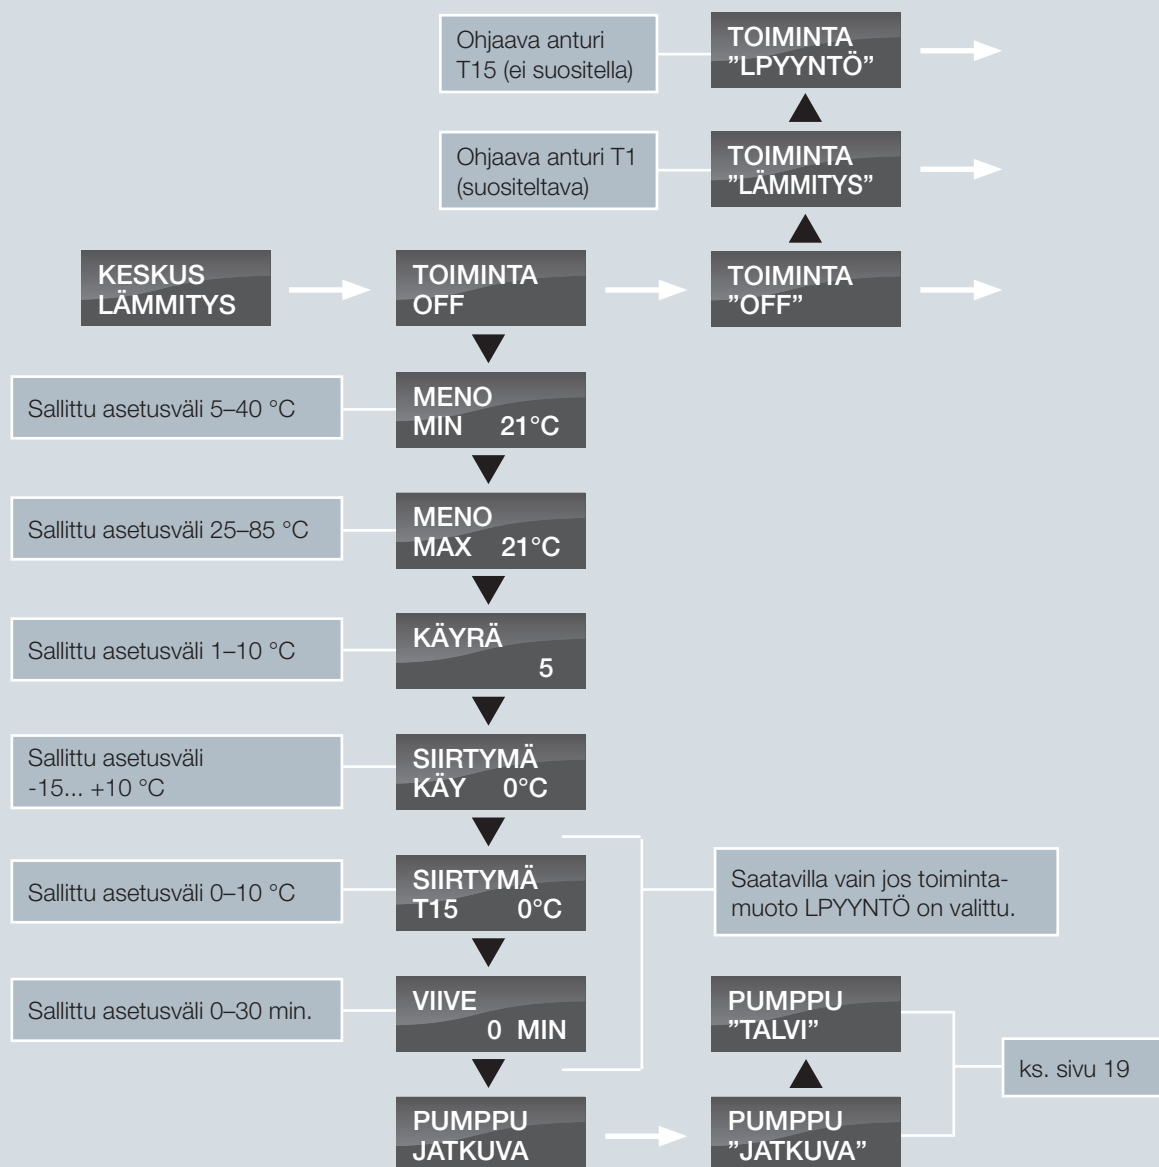 Ohjaava anturi
T15 (ei suositella)
TOIMINTA
”LPYYNTÖ”
Ohjaava anturi T1
(suositeltava)
TOIMINTA
”LÄMMITYS”
KESKUS
LÄMMITYS
TOIMINTA
OFF
TOIMINTA
”OFF”
Sallittu asetusväli 5–40 °C
MENO
MIN 21°C
Sallittu asetusväli 25–85 °C
MENO
MAX 21°C
Sallittu asetusväli 1–10 °C
KÄYRÄ
5
Sallittu asetusväli
-15... +10 °C
SIIRTYMÄ
KÄY 0°C
Sallittu asetusväli 0–10 °C
SIIRTYMÄ
T15 0°C
Saatavilla vain jos toiminta-
muoto LPYYNTÖ on valittu.
Sallittu asetusväli 0–30 min.
VIIVE
0 MIN
PUMPPU
”TALVI”
ks. sivu 19
PUMPPU
JATKUVA
PUMPPU
”JATKUVA”